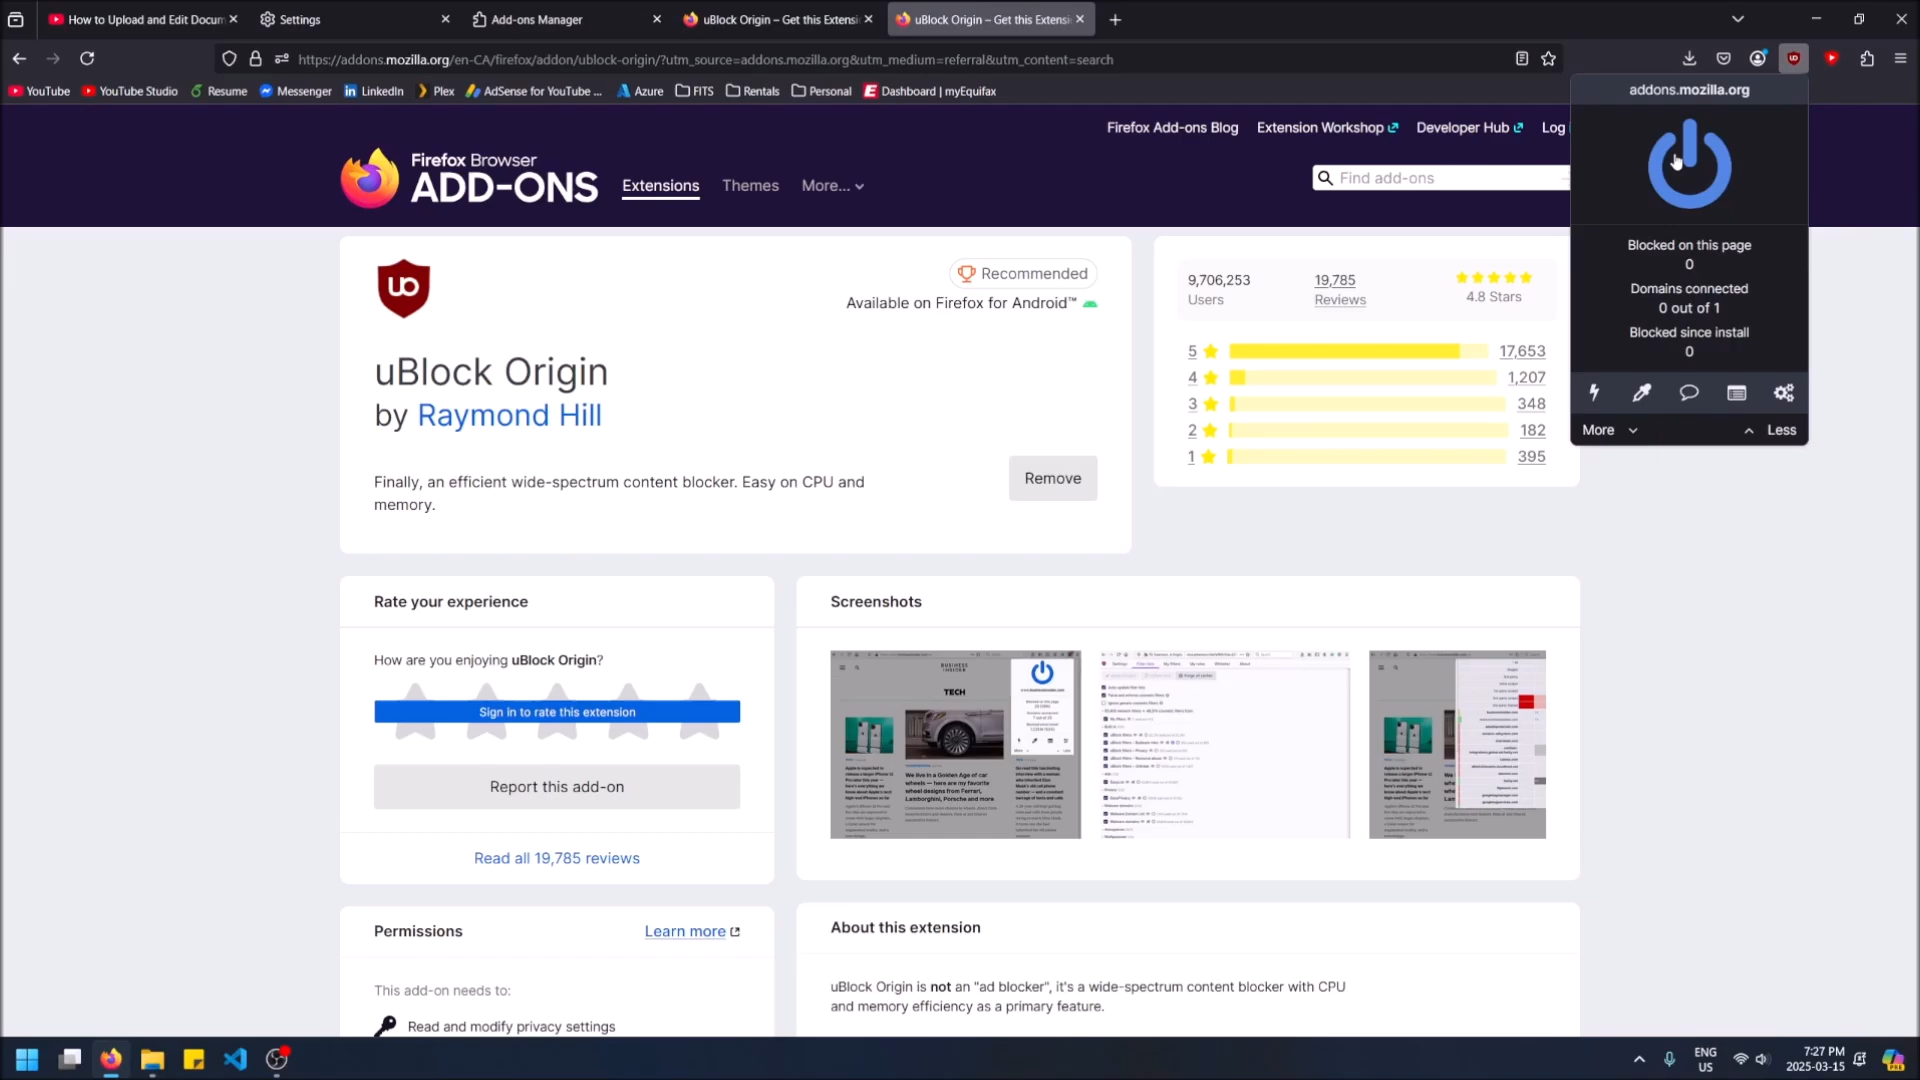 How to Upload and Edit Docum
Settings
Add-ons Manager
uBlock Origin – Get this Extensi
uBlock Origin – Get this Extensi
https://addons.mozilla.org/en-CA/firefox/addon/ublock-origin/?utm_source=addons.mozilla.org&utm_medium=referral&utm_content=search
YouTube
YouTube Studio
Resume
Messenger
LinkedIn
Plex
AdSense for YouTube ...
Azure
FITS
Rentals
Personal
Dashboard | myEquifax
addons.mozilla.org
Firefox Add-ons Blog
Extension Workshop
Developer Hub
Log
Firefox Browser
ADD-ONS
Extensions
Themes
More...
Find add-ons
Blocked on this page
0
Domains connected
0 out of 1
Blocked since install
0
More
Less
uo
Recommended
Available on Firefox for Android™
uBlock Origin
by Raymond Hill
Finally, an efficient wide-spectrum content blocker. Easy on CPU and
memory.
Remove
9,706,253
Users
19,785
Reviews
4.8 Stars
5 17,653
4 1,207
3 348
2 182
1 395
Rate your experience
How are you enjoying uBlock Origin?
Sign in to rate this extension
Report this add-on
Read all 19,785 reviews
Screenshots
BUSINESS
INSIDER
TECH
Permissions
Learn more
This add-on needs to:
Read and modify privacy settings
About this extension
uBlock Origin is not an "ad blocker", it's a wide-spectrum content blocker with CPU
and memory efficiency as a primary feature.
ENG
US
7:27 PM
2025-03-15